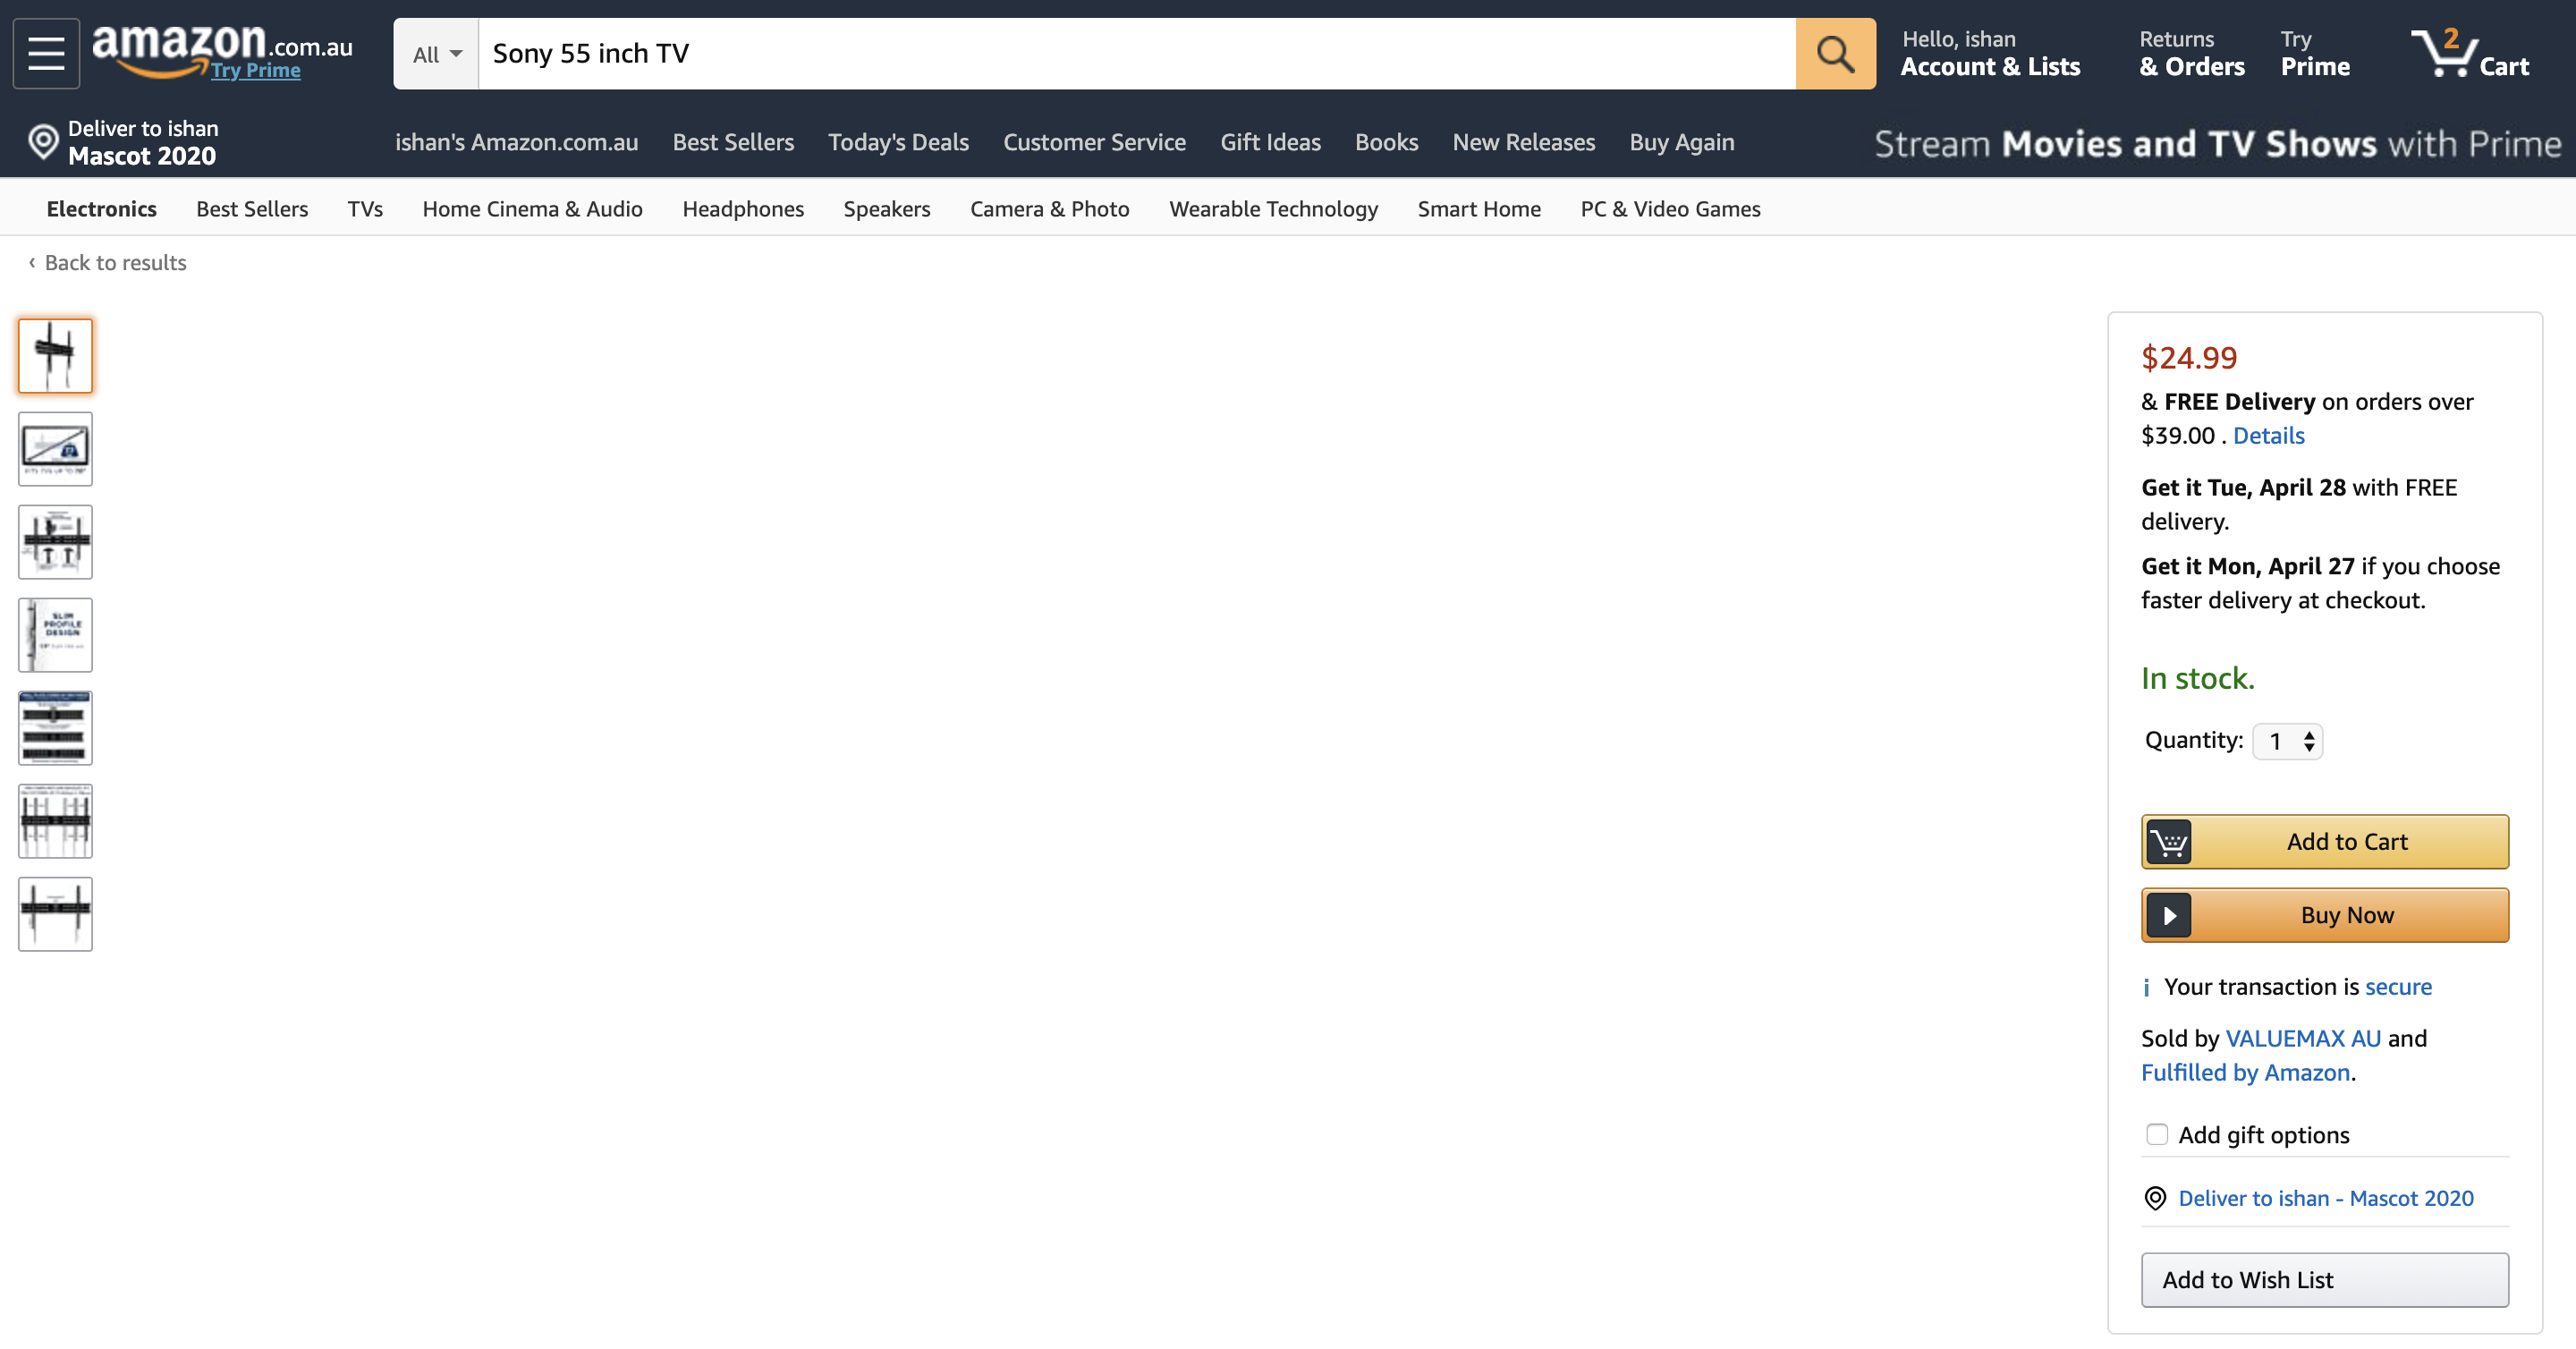 amazon.com.au
Try Prime
All
Sony 55 inch TV
Hello, ishan
Account & Lists
Returns
& Orders
Try
Prime
2
Cart
Deliver to ishan
Mascot 2020
ishan's Amazon.com.au
Best Sellers
Today's Deals
Customer Service
Gift Ideas
Books
New Releases
Buy Again
Stream Movies and TV Shows with Prime
Electronics
Best Sellers
TVs
Home Cinema & Audio
Headphones
Speakers
Camera & Photo
Wearable Technology
Smart Home
PC & Video Games
‹ Back to results
SLIM
PROFILE
DESIGN
$24.99
& FREE Delivery on orders over
$39.00 . Details
Get it Tue, April 28 with FREE
delivery.
Get it Mon, April 27 if you choose
faster delivery at checkout.
In stock.
Quantity: 1
Add to Cart
Buy Now
Your transaction is secure
Sold by VALUEMAX AU and
Fulfilled by Amazon.
Add gift options
Deliver to ishan - Mascot 2020
Add to Wish List